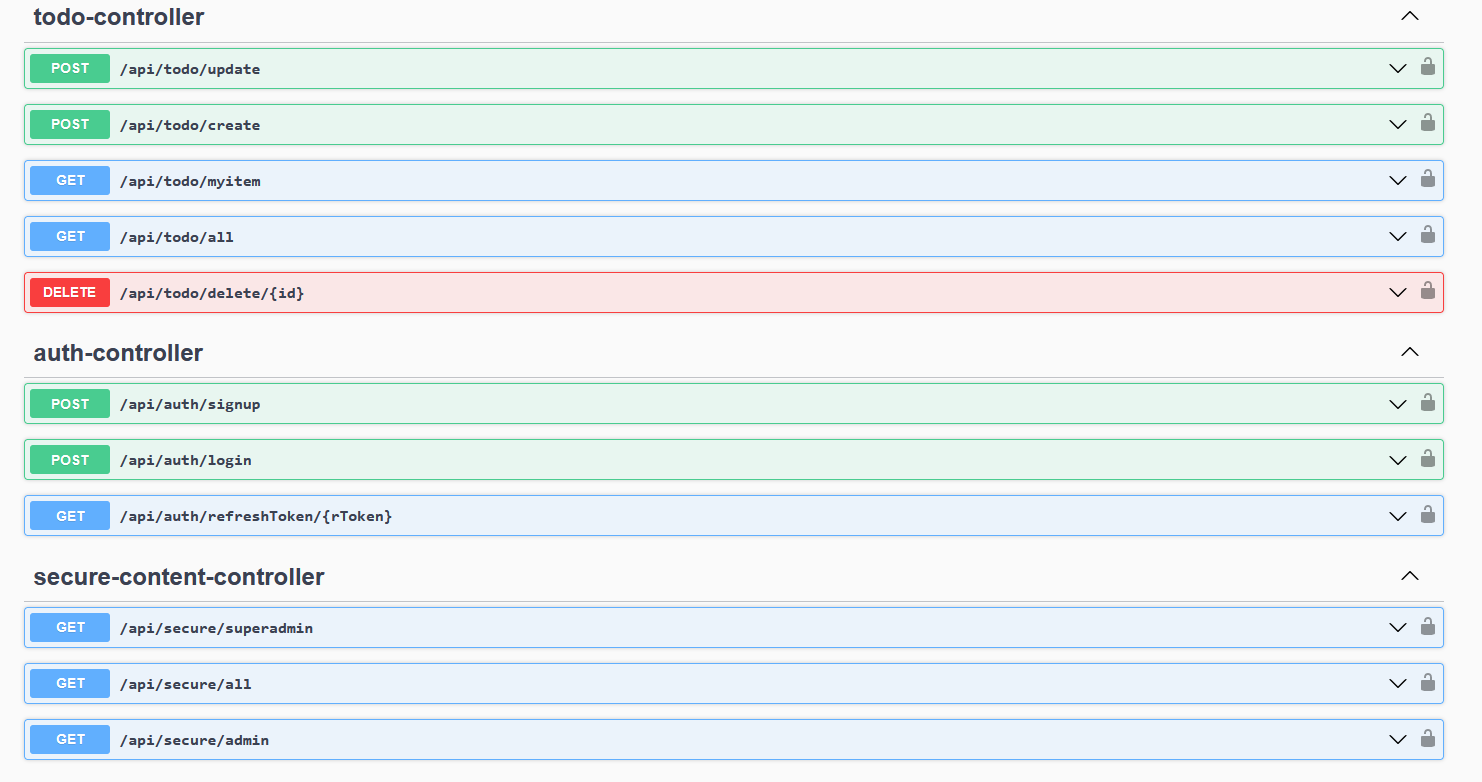 todo-controller
POST /api/todo/update
POST /api/todo/create
GET /api/todo/myitem
GET /api/todo/all
DELETE /api/todo/delete/{id}
auth-controller
POST /api/auth/signup
POST /api/auth/login
GET /api/auth/refreshToken/{rToken}
secure-content-controller
GET /api/secure/superadmin
GET /api/secure/all
GET /api/secure/admin